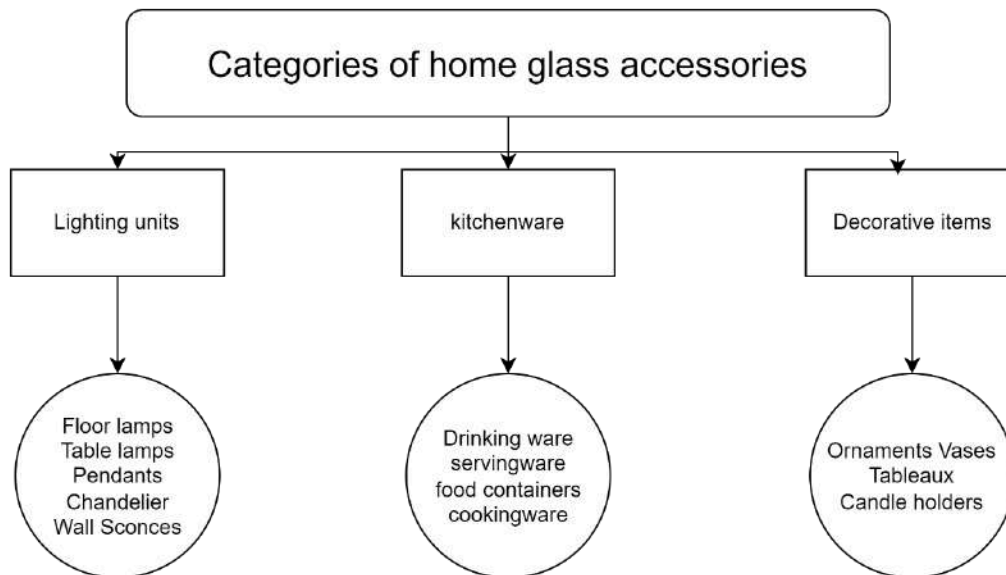 Categories of home glass accessories
Lighting units
kitchenware
Decorative items
Floor lamps
Table lamps
Pendants
Chandelier
Wall Sconces
Drinking ware
servingware
food containers
cookingware
Ornaments Vases
Tableaux
Candle holders